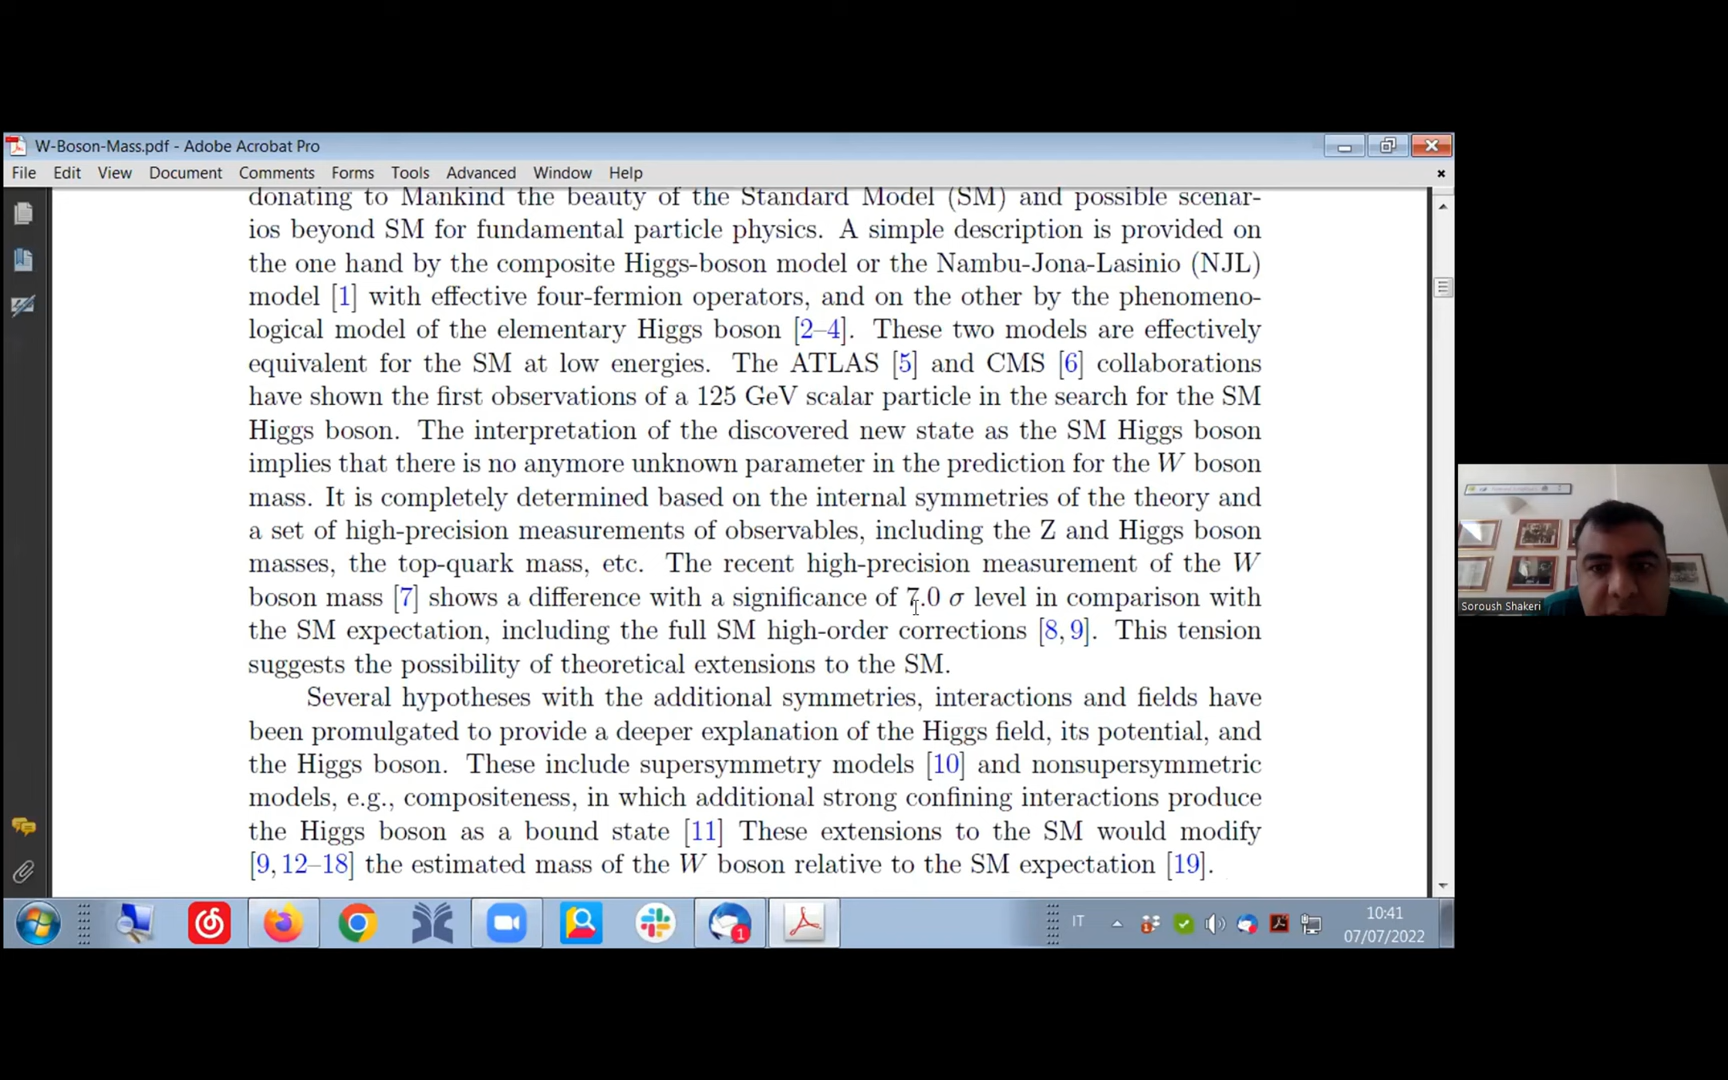 W-Boson-Mass.pdf - Adobe Acrobat Pro
File Edit View Document Comments Forms Tools Advanced Window Help
donating to Mankind the beauty of the Standard Model (SM) and possible scenar-
ios beyond SM for fundamental particle physics. A simple description is provided on
the one hand by the composite Higgs-boson model or the Nambu-Jona-Lasinio (NJL)
model [1] with effective four-fermion operators, and on the other by the phenomeno-
logical model of the elementary Higgs boson [2–4]. These two models are effectively
equivalent for the SM at low energies. The ATLAS [5] and CMS [6] collaborations
have shown the first observations of a 125 GeV scalar particle in the search for the SM
Higgs boson. The interpretation of the discovered new state as the SM Higgs boson
implies that there is no anymore unknown parameter in the prediction for the W boson
mass. It is completely determined based on the internal symmetries of the theory and
a set of high-precision measurements of observables, including the Z and Higgs boson
masses, the top-quark mass, etc. The recent high-precision measurement of the W
boson mass [7] shows a difference with a significance of 7.0 σ level in comparison with
the SM expectation, including the full SM high-order corrections [8, 9]. This tension
suggests the possibility of theoretical extensions to the SM.
Several hypotheses with the additional symmetries, interactions and fields have
been promulgated to provide a deeper explanation of the Higgs field, its potential, and
the Higgs boson. These include supersymmetry models [10] and nonsupersymmetric
models, e.g., compositeness, in which additional strong confining interactions produce
the Higgs boson as a bound state [11] These extensions to the SM would modify
[9, 12–18] the estimated mass of the W boson relative to the SM expectation [19].
Soroush Shakeri
1
IT
10:41
07/07/2022